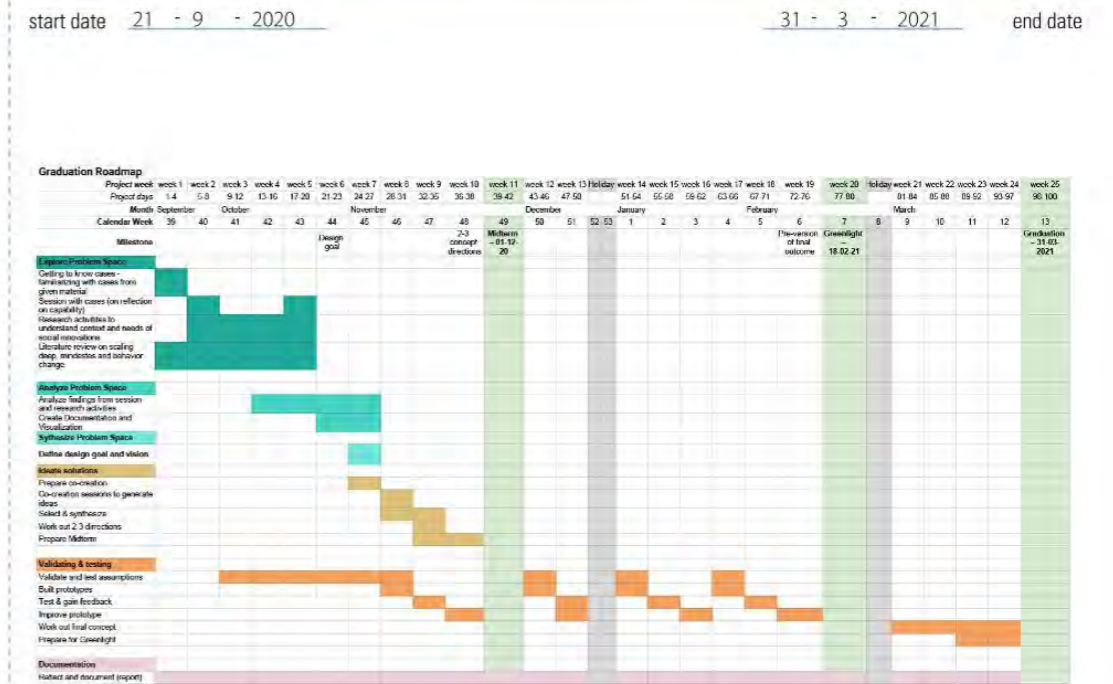 start date 21 - 9 - 2020 31 - 3 - 2021 end date
Graduation Roadmap
Project week week 1 week 2 week 3 week 4 week 5 week 6 week 7 week 8 week 9 week 10 week 11 week 12 week 13 Holiday week 14 week 15 week 16 week 17 week 18 week 19 week 20 Holiday week 21 week 22 week 23 week 24 week 25
Project days 1-4 5-8 9-12 13-16 17-20 21-23 24-27 28-31 32-35 36-38 39-42 43-46 47-50 51-54 55-58 59-62 63-66 67-71 72-76 77-80 81-84 85-88 89-92 93-97 98-100
Month September October November December January February March
Calendar Week 39 40 41 42 43 44 45 46 47 48 49 50 51 52 53 1 2 3 4 5 6 7 8 9 10 11 12 13
Milestone
Design
goal
2-3
concept
directions
Midterm
- 01-12-
20
Pre-version
of final
outcome
Greenlight
–
18.02.21
Graduation
- 31-03-
2021
Explore Problem Space
Getting to know cases -
familiarizing with cases from
given material
Session with cases (on reflection
on capability)
Research activities to
understand context and needs of
social innovations
Literature review on scaling
deep, mindestes and behavior
change
Analyze Problem Space
Analyze findings from session
and research activities
Create Documentation and
Visualization
Sythesize Problem Space
Define design goal and vision
Ideate solutions
Prepare co-creation
Co-creation sessions to generate
ideas
Select & synthesize
Work out 2-3 directions
Prepare Midterm
Validating & testing
Validate and test assumptions
Built prototypes
Test & gain feedback
Improve prototype
Work out final concept
Prepare for Greenlight
Documentation
Reflect and document (report)